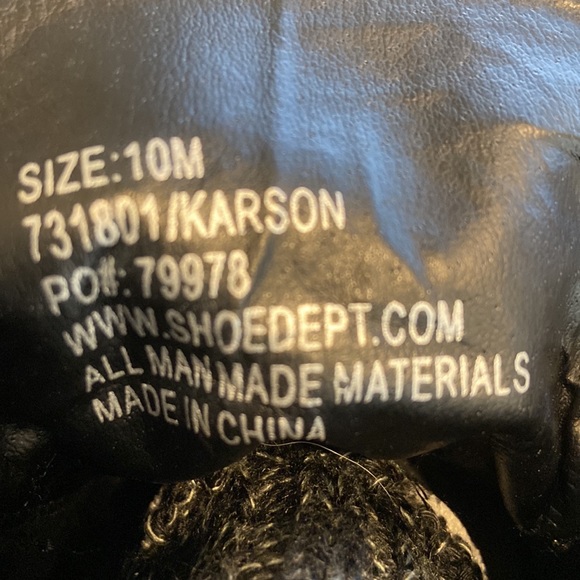 SIZE:10M
731801/KARSON
PO#: 79978
WWW.SHOEDEPT.COM
ALL MAN MADE MATERIALS
MADE IN CHINA